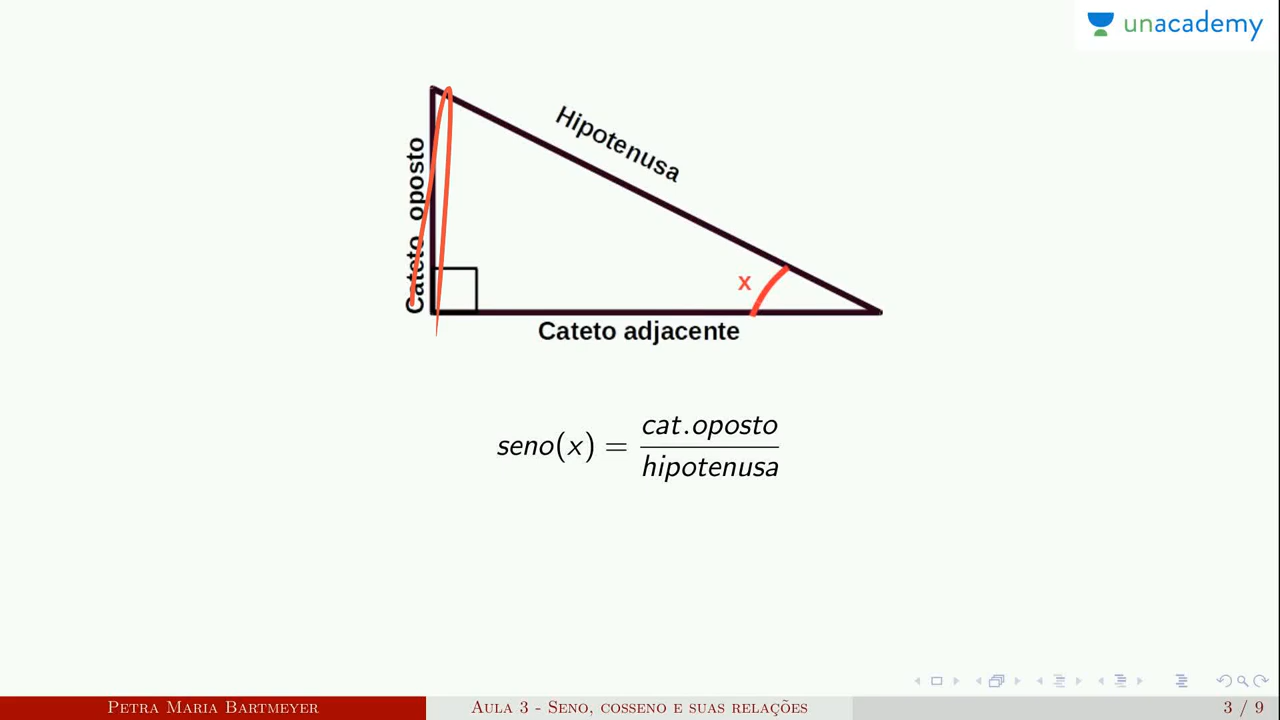 unacademy
Hipotenusa
Cateto oposto
x
Cateto adjacente
seno(x) = cat.oposto
hipotenusa
Petra Maria Bartmeyer
Aula 3 - Seno, cosseno e suas relações
3 / 9